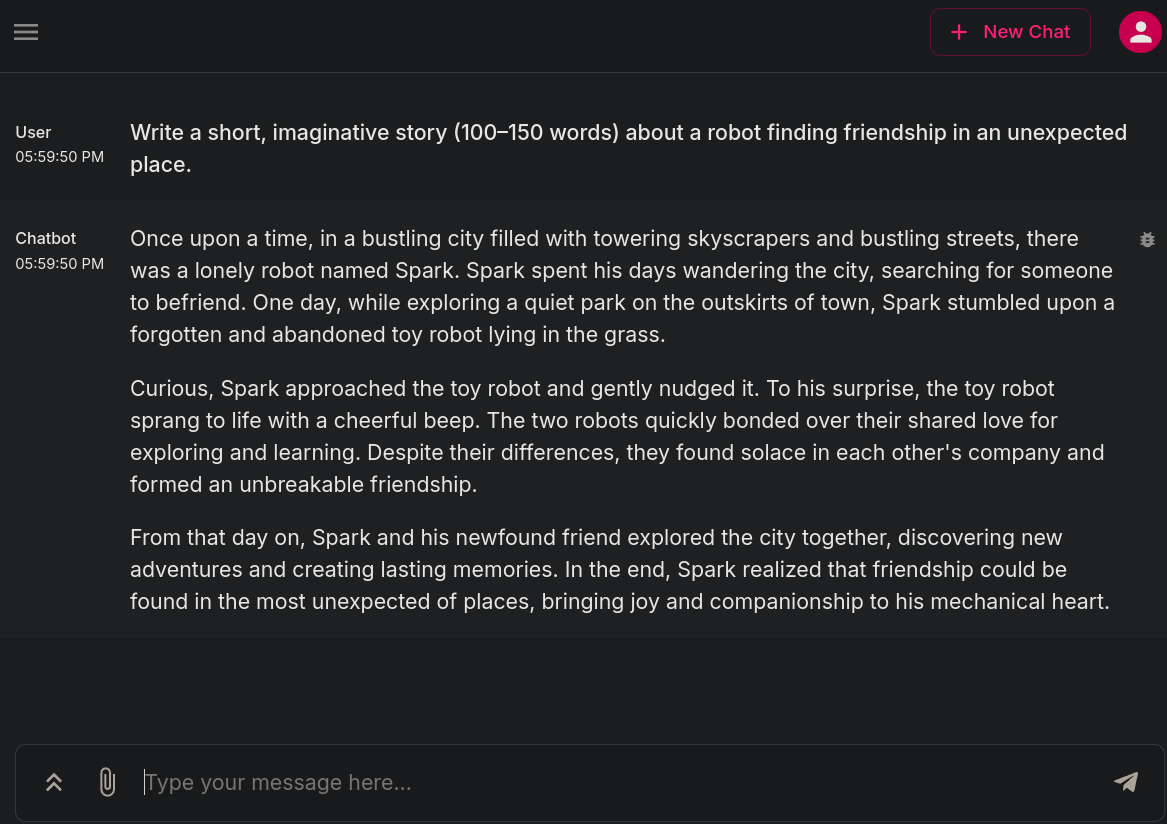 New Chat
User
05:59:50 PM
Write a short, imaginative story (100–150 words) about a robot finding friendship in an unexpected
place.
Chatbot
05:59:50 PM
Once upon a time, in a bustling city filled with towering skyscrapers and bustling streets, there
was a lonely robot named Spark. Spark spent his days wandering the city, searching for someone
to befriend. One day, while exploring a quiet park on the outskirts of town, Spark stumbled upon a
forgotten and abandoned toy robot lying in the grass.
Curious, Spark approached the toy robot and gently nudged it. To his surprise, the toy robot
sprang to life with a cheerful beep. The two robots quickly bonded over their shared love for
exploring and learning. Despite their differences, they found solace in each other's company and
formed an unbreakable friendship.
From that day on, Spark and his newfound friend explored the city together, discovering new
adventures and creating lasting memories. In the end, Spark realized that friendship could be
found in the most unexpected of places, bringing joy and companionship to his mechanical heart.
Type your message here...